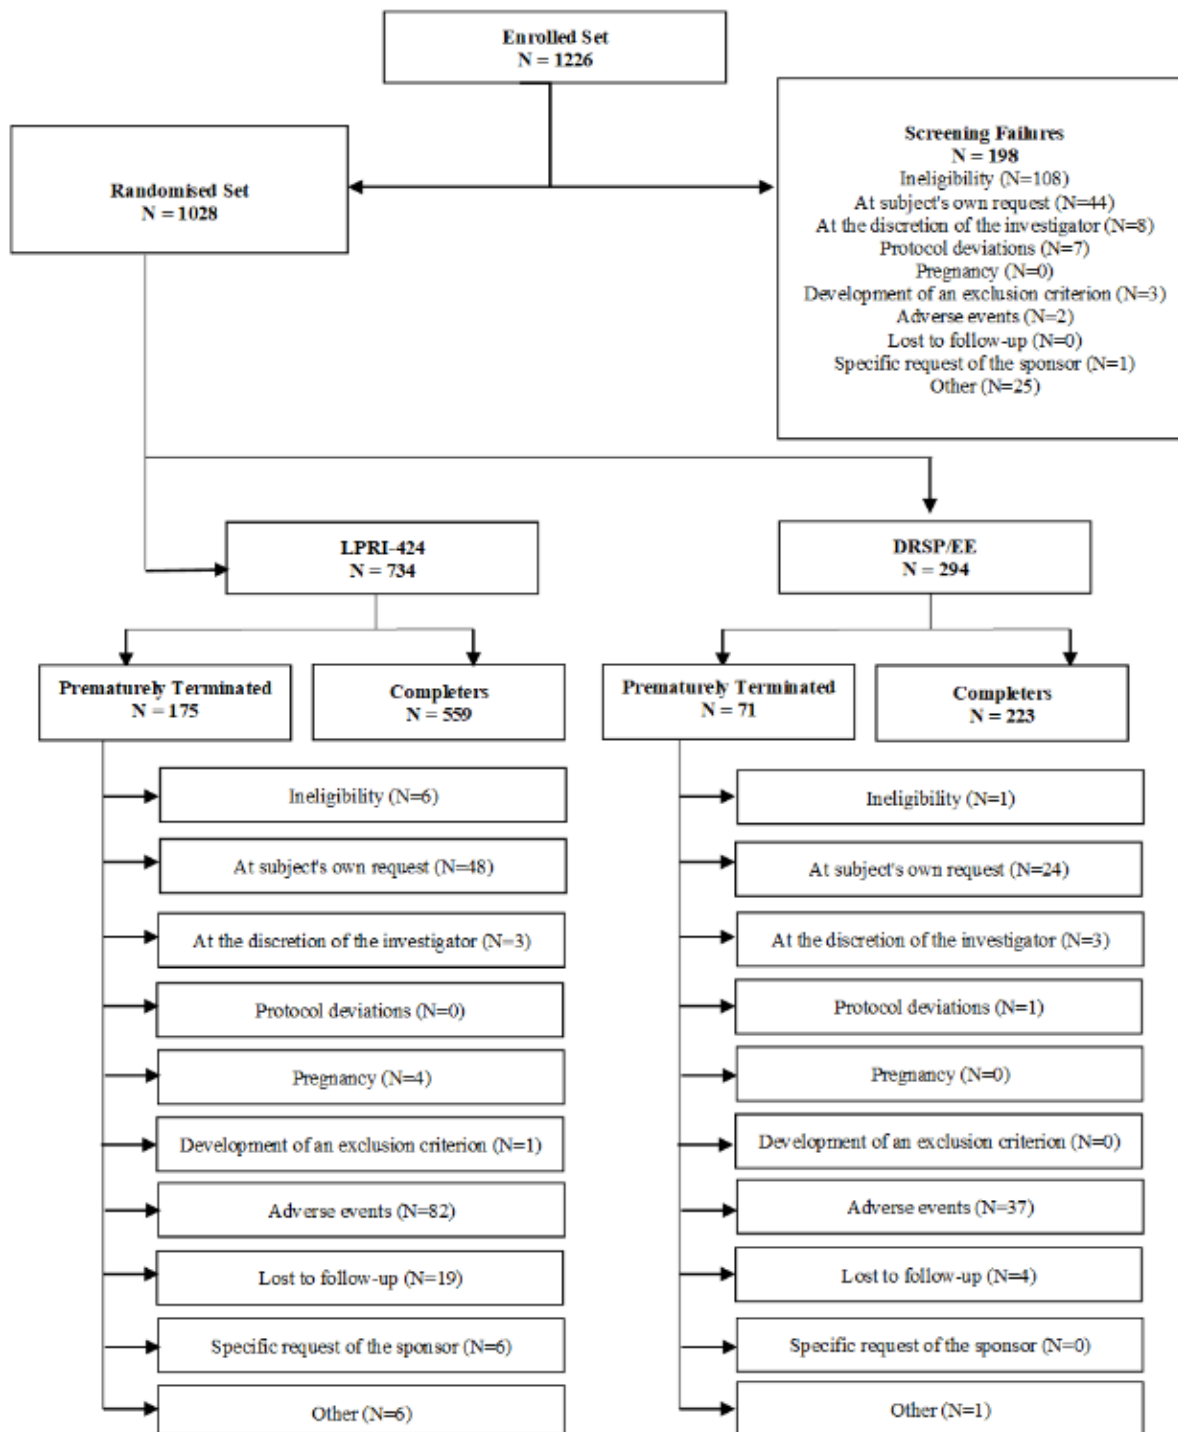 Enrolled Set
N = 1226
Screening Failures
N = 198
Ineligibility (N=108)
At subject's own request (N=44)
At the discretion of the investigator (N=8)
Protocol deviations (N=7)
Pregnancy (N=0)
Development of an exclusion criterion (N=3)
Adverse events (N=2)
Lost to follow-up (N=0)
Specific request of the sponsor (N=1)
Other (N=25)
Randomised Set
N = 1028
LPRI-424
N = 734
DRSP/EE
N = 294
Prematurely Terminated
N = 175
Completers
N = 559
Prematurely Terminated
N = 71
Completers
N = 223
Ineligibility (N=6)
At subject's own request (N=48)
At the discretion of the investigator (N=3)
Protocol deviations (N=0)
Pregnancy (N=4)
Development of an exclusion criterion (N=1)
Adverse events (N=82)
Lost to follow-up (N=19)
Specific request of the sponsor (N=6)
Other (N=6)
Ineligibility (N=1)
At subject's own request (N=24)
At the discretion of the investigator (N=3)
Protocol deviations (N=1)
Pregnancy (N=0)
Development of an exclusion criterion (N=0)
Adverse events (N=37)
Lost to follow-up (N=4)
Specific request of the sponsor (N=0)
Other (N=1)